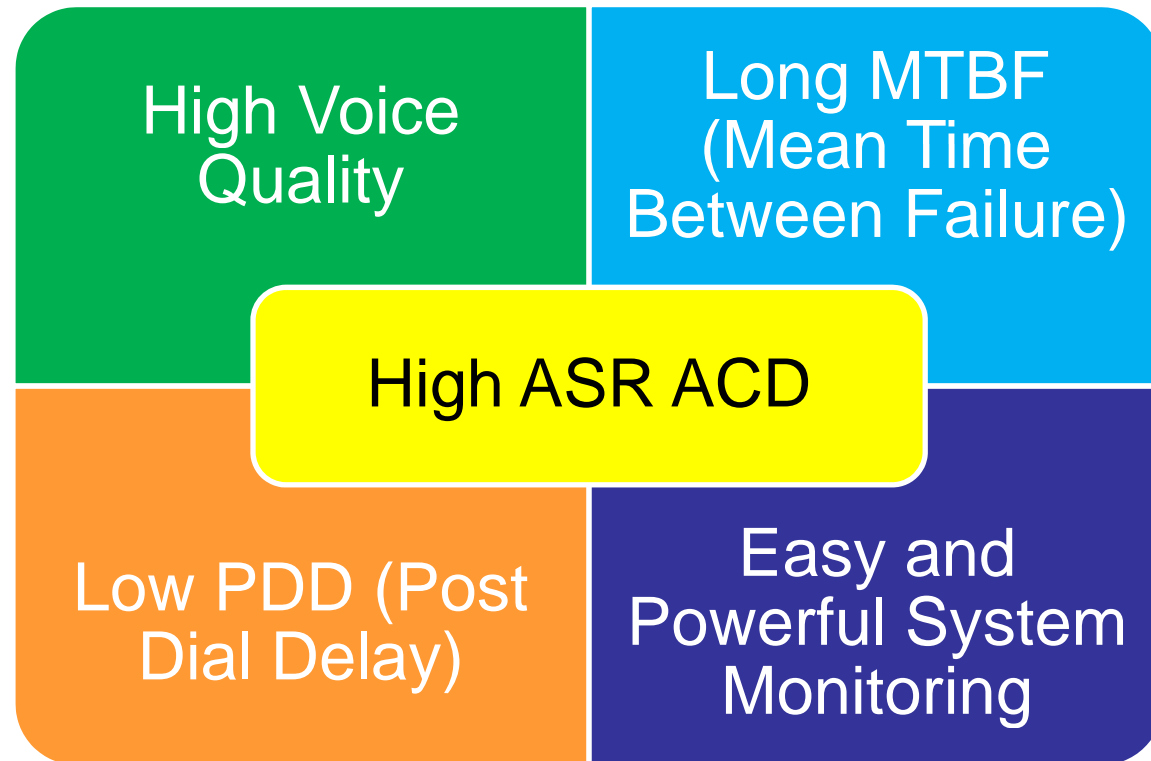 High Voice
Quality
Long MTBF
(Mean Time
Between Failure)
High ASR ACD
Low PDD (Post
Dial Delay)
Easy and
Powerful System
Monitoring